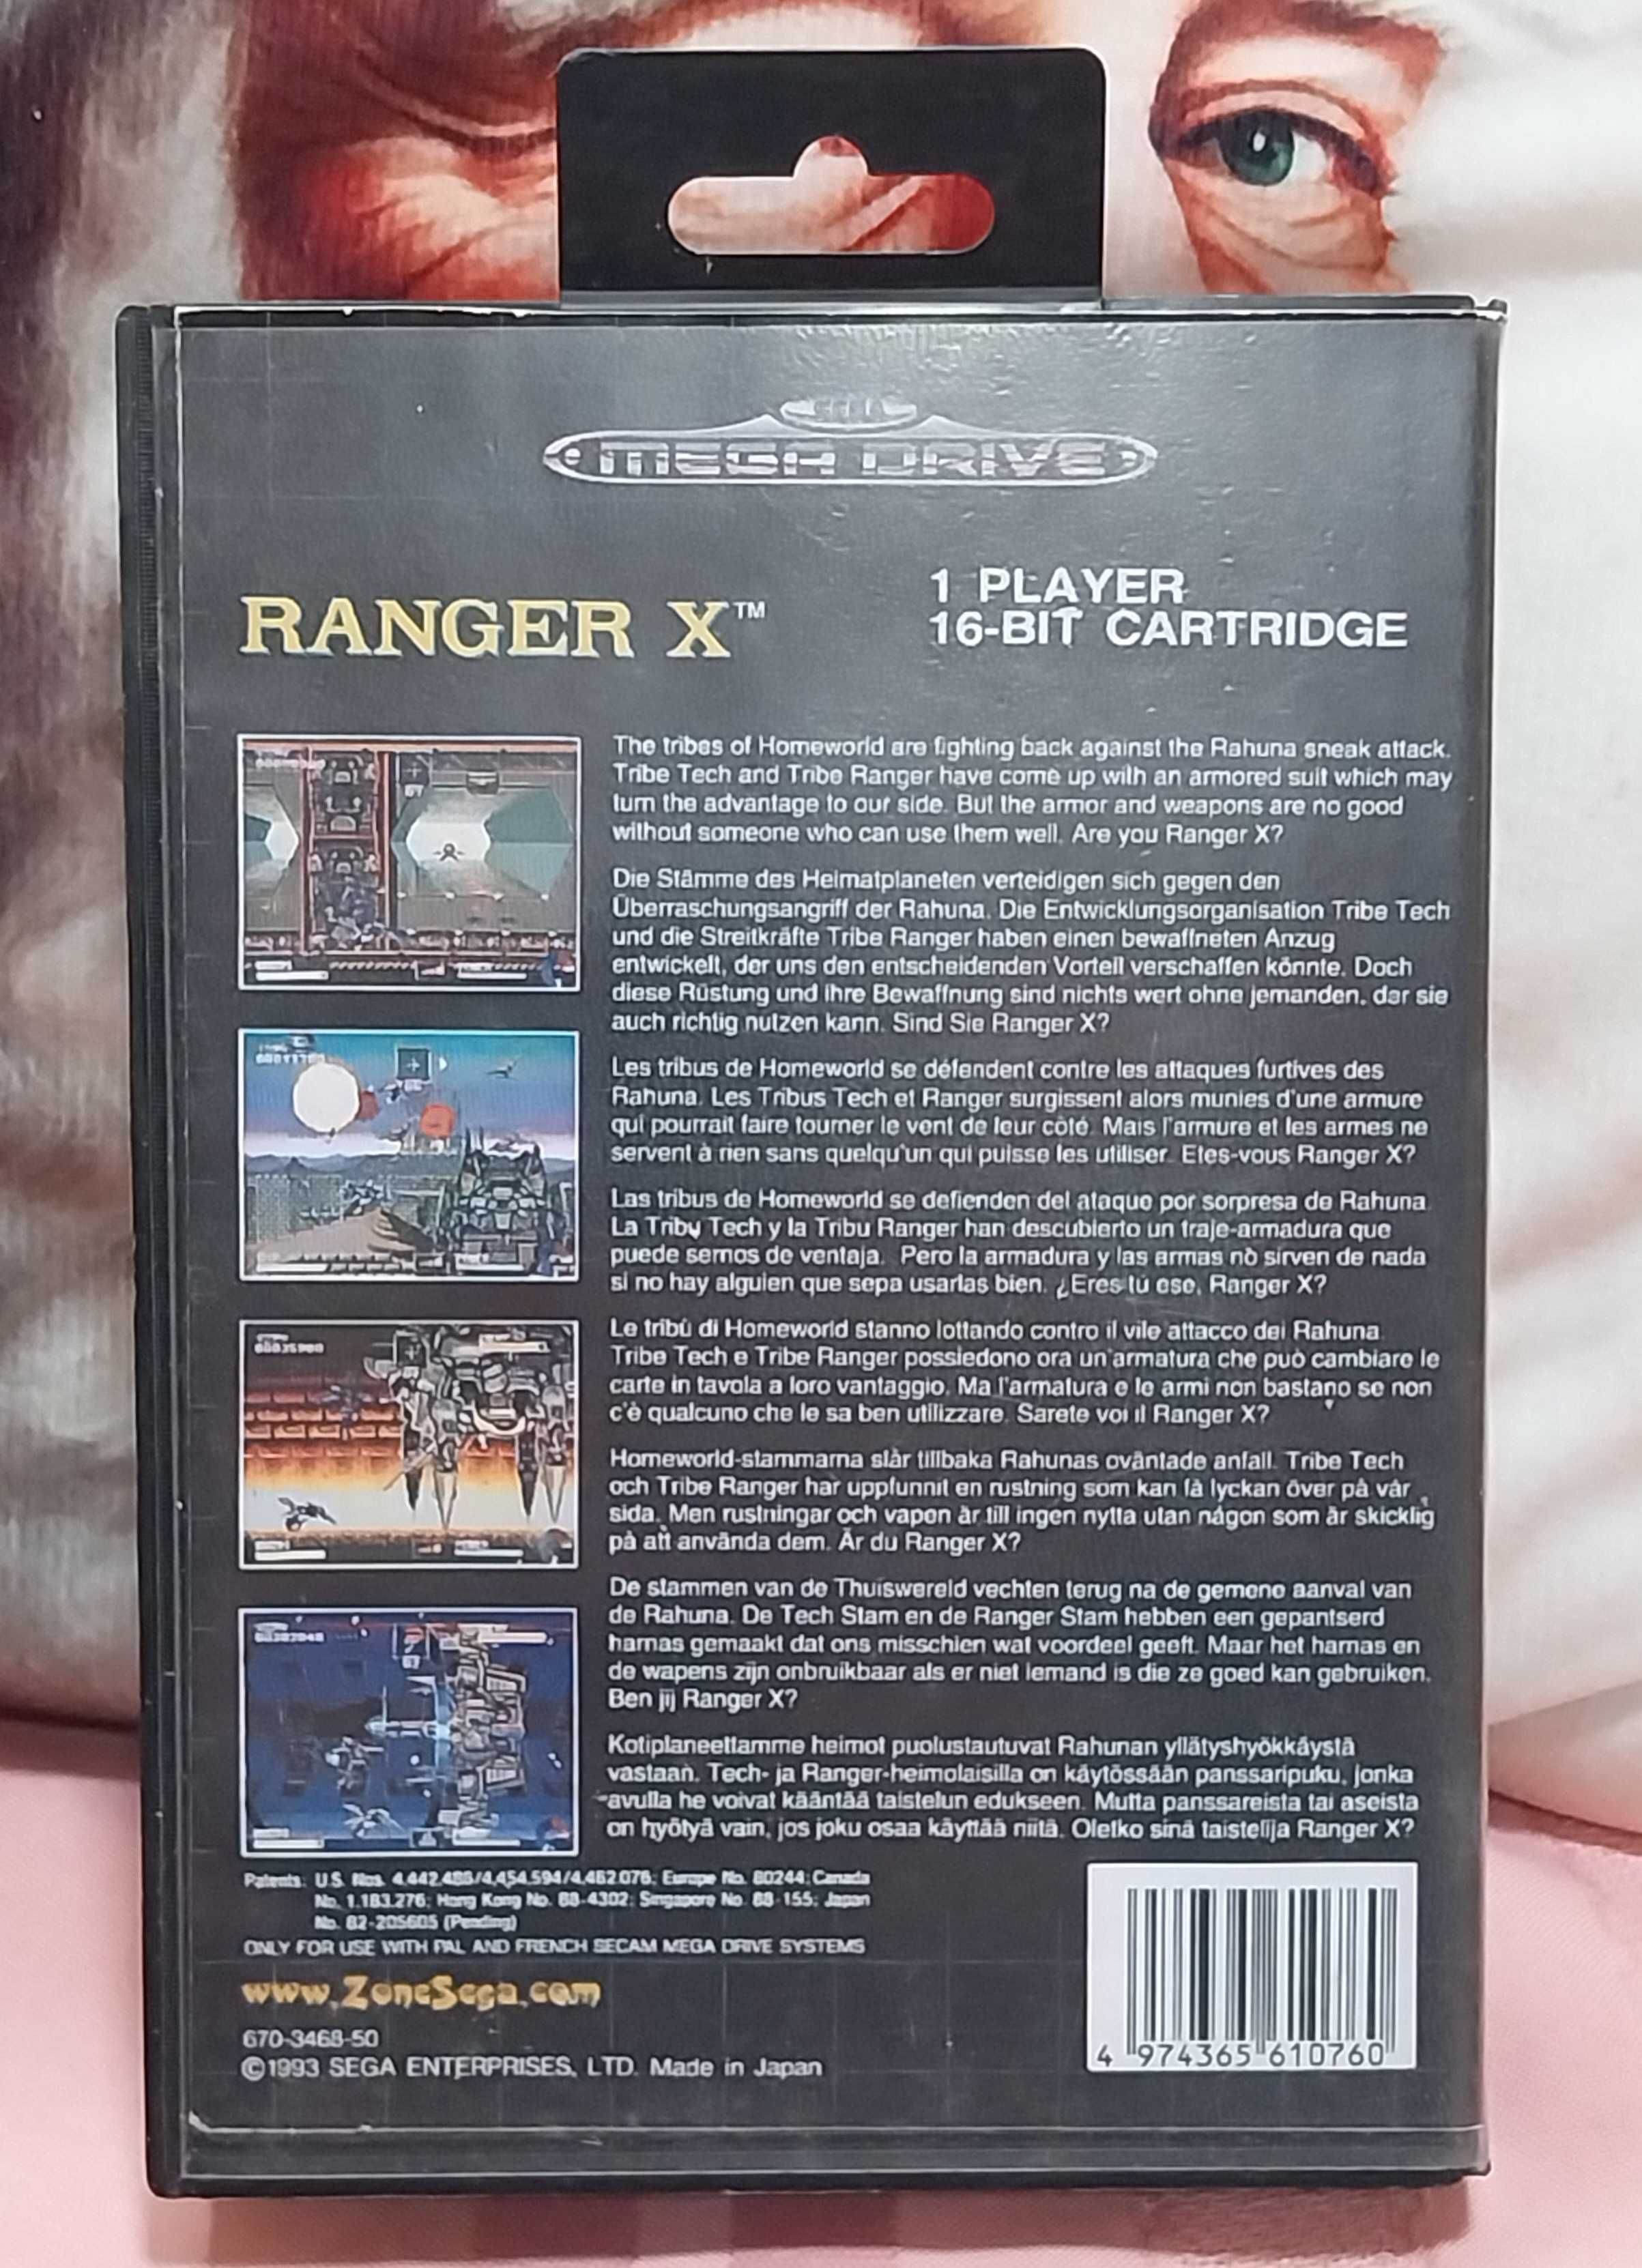 MEGA DRIVE
RANGER X™
1 PLAYER
16-BIT CARTRIDGE
The tribes of Homeworld are fighting back against the Rahuna sneak attack.
Tribe Tech and Tribe Ranger have come up with an armored suit which may
turn the advantage to our side. But the armor and weapons are no good
without someone who can use them well. Are you Ranger X?
Die Stämme des Heimatplaneten verteidigen sich gegen den
Überraschungsangriff der Rahuna. Die Entwicklungsorganisation Tribe Tech
und die Streitkräfte Tribe Ranger haben einen bewaffneten Anzug
entwickelt, der uns den entscheidenden Vorteil verschaffen könnte. Doch
diese Rüstung und ihre Bewaffnung sind nichts wert ohne jemanden, der sie
auch richtig nutzen kann. Sind Sie Ranger X?
Les tribus de Homeworld se défendent contre les attaques furtives des
Rahuna. Les Tribus Tech et Ranger surgissent alors munies d'une armure
qui pourrait faire tourner le vent de leur côté. Mais l'armure et les armes ne
servent à rien sans quelqu'un qui puisse les utiliser. Etes-vous Ranger X?
Las tribus de Homeworld se defienden del ataque por sorpresa de Rahuna.
La Triby Tech y la Tribu Ranger han descubierto un traje-armadura que
puede sernos de ventaja. Pero la armadura y las armas no sirven de nada
si no hay alguien que sepa usarlas bien. ¿Eres tú ese, Ranger X?
Le tribù di Homeworld stanno lottando contro il vile attacco dei Rahuna.
Tribe Tech e Tribe Ranger possiedono ora un'armatura che può cambiare le
carte in tavola a loro vantaggio. Ma l'armatura e le armi non bastano se non
c'è qualcuno che le sa ben utilizzare. Sarete voi il Ranger X?
Homeworld-stammarna slår tillbaka Rahunas oväntade anfall. Tribe Tech
och Tribe Ranger har uppfunnit en rustning som kan få lyckan över på vår
sida. Men rustningar och vapen är till ingen nytta utan någon som är skicklig
på att använda dem. Är du Ranger X?
De stammen van de Thuiswereld vechten terug na de gemene aanval van
de Rahuna. De Tech Stam en de Ranger Stam hebben een gepantserd
harnas gemaakt dat ons misschien wat voordeel geeft. Maar het harnas en
de wapens zijn onbruikbaar als er niet iemand is die ze goed kan gebruiken.
Ben jij Ranger X?
Kotiplaneettamme heimot puolustautuvat Rahunan yllätyshyökkäystä
vastaan. Tech- ja Ranger-heimolaisilla on käytössään panssaripuku, jonka
avulla he voivat kääntää taistelun edukseen. Mutta panssareista tai aseista
on hyötyä vain, jos joku osaa käyttää niitä. Oletko sinä taistelija Ranger X?
Patents: U.S. Nos. 4,442,486/4,454,594/4,462,076; Europe No. 80244; Canada
No. 1,183,276; Hong Kong No. 88-4302; Singapore No. 88-155; Japan
No. 82-205605 (Pending)
ONLY FOR USE WITH PAL AND FRENCH SECAM MEGA DRIVE SYSTEMS
www.ZoneSega.com
670-3468-50
©1993 SEGA ENTERPRISES, LTD. Made in Japan
4 974365 610760